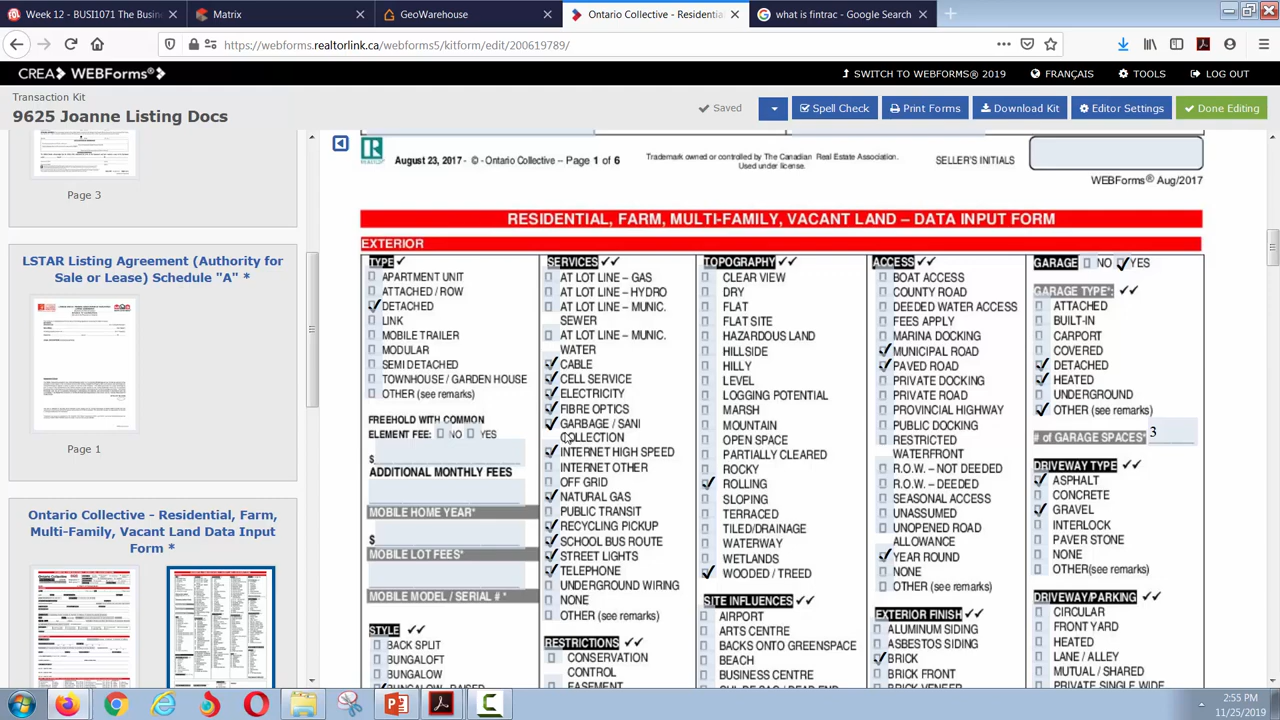 Week 12 - BUSI1071 The Busin
Matrix
GeoWarehouse
Ontario Collective - Residentia
what is fintrac - Google Search
https://webforms.realtorlink.ca/webforms5/kitform/edit/200619789/
CREA WEBForms®
SWITCH TO WEBFORMS® 2019
FRANÇAIS
TOOLS
LOG OUT
Transaction Kit
9625 Joanne Listing Docs
Saved
Spell Check
Print Forms
Download Kit
Editor Settings
Done Editing
Page 3
LSTAR Listing Agreement (Authority for
Sale or Lease) Schedule "A" *
Page 1
Ontario Collective - Residential, Farm,
Multi-Family, Vacant Land Data Input
Form *
August 23, 2017 - © - Ontario Collective – Page 1 of 6
Trademark owned or controlled by The Canadian Real Estate Association.
Used under license.
SELLER'S INITIALS
WEBForms® Aug/2017
RESIDENTIAL, FARM, MULTI-FAMILY, VACANT LAND – DATA INPUT FORM
EXTERIOR
TYPE ✓
APARTMENT UNIT
ATTACHED / ROW
DETACHED
LINK
MOBILE TRAILER
MODULAR
SEMI DETACHED
TOWNHOUSE / GARDEN HOUSE
OTHER (see remarks)
FREEHOLD WITH COMMON
ELEMENT FEE: NO YES
$
ADDITIONAL MONTHLY FEES
MOBILE HOME YEAR*
$
MOBILE LOT FEES*
MOBILE MODEL / SERIAL # *
STYLE ✓✓
BACK SPLIT
BUNGALOFT
BUNGALOW
BUNGALOW - RAISED
SERVICES ✓✓
AT LOT LINE – GAS
AT LOT LINE – HYDRO
AT LOT LINE – MUNIC.
SEWER
AT LOT LINE – MUNIC.
WATER
CABLE
CELL SERVICE
ELECTRICITY
FIBRE OPTICS
GARBAGE / SANI
COLLECTION
INTERNET HIGH SPEED
INTERNET OTHER
OFF GRID
NATURAL GAS
PUBLIC TRANSIT
RECYCLING PICKUP
SCHOOL BUS ROUTE
STREET LIGHTS
TELEPHONE
UNDERGROUND WIRING
NONE
OTHER (see remarks)
RESTRICTIONS ✓✓
CONSERVATION
CONTROL
EASEMENT
TOPOGRAPHY ✓✓
CLEAR VIEW
DRY
FLAT
FLAT SITE
HAZARDOUS LAND
HILLSIDE
HILLY
LEVEL
LOGGING POTENTIAL
MARSH
MOUNTAIN
OPEN SPACE
PARTIALLY CLEARED
ROCKY
ROLLING
SLOPING
TERRACED
TILED/DRAINAGE
WATERWAY
WETLANDS
WOODED / TREED
SITE INFLUENCES ✓✓
AIRPORT
ARTS CENTRE
BACKS ONTO GREENSPACE
BEACH
BUSINESS CENTRE
CUL DE SAC / DEAD END
ACCESS ✓✓
BOAT ACCESS
COUNTY ROAD
DEEDED WATER ACCESS
FEES APPLY
MARINA DOCKING
MUNICIPAL ROAD
PAVED ROAD
PRIVATE DOCKING
PRIVATE ROAD
PROVINCIAL HIGHWAY
PUBLIC DOCKING
RESTRICTED
WATERFRONT
R.O.W. – NOT DEEDED
R.O.W. – DEEDED
SEASONAL ACCESS
UNASSUMED
UNOPENED ROAD
ALLOWANCE
YEAR ROUND
NONE
OTHER (see remarks)
EXTERIOR FINISH ✓✓
ALUMINUM SIDING
ASBESTOS SIDING
BRICK
BRICK FRONT
BRICK VENEER
GARAGE NO YES
GARAGE TYPE*: ✓✓
ATTACHED
BUILT-IN
CARPORT
COVERED
DETACHED
HEATED
UNDERGROUND
OTHER (see remarks)
# of GARAGE SPACES* 3
DRIVEWAY TYPE ✓✓
ASPHALT
CONCRETE
GRAVEL
INTERLOCK
PAVER STONE
NONE
OTHER(see remarks)
DRIVEWAY/PARKING ✓✓
CIRCULAR
FRONT YARD
HEATED
LANE / ALLEY
MUTUAL / SHARED
PRIVATE SINGLE WIDE
2:55 PM
11/25/2019